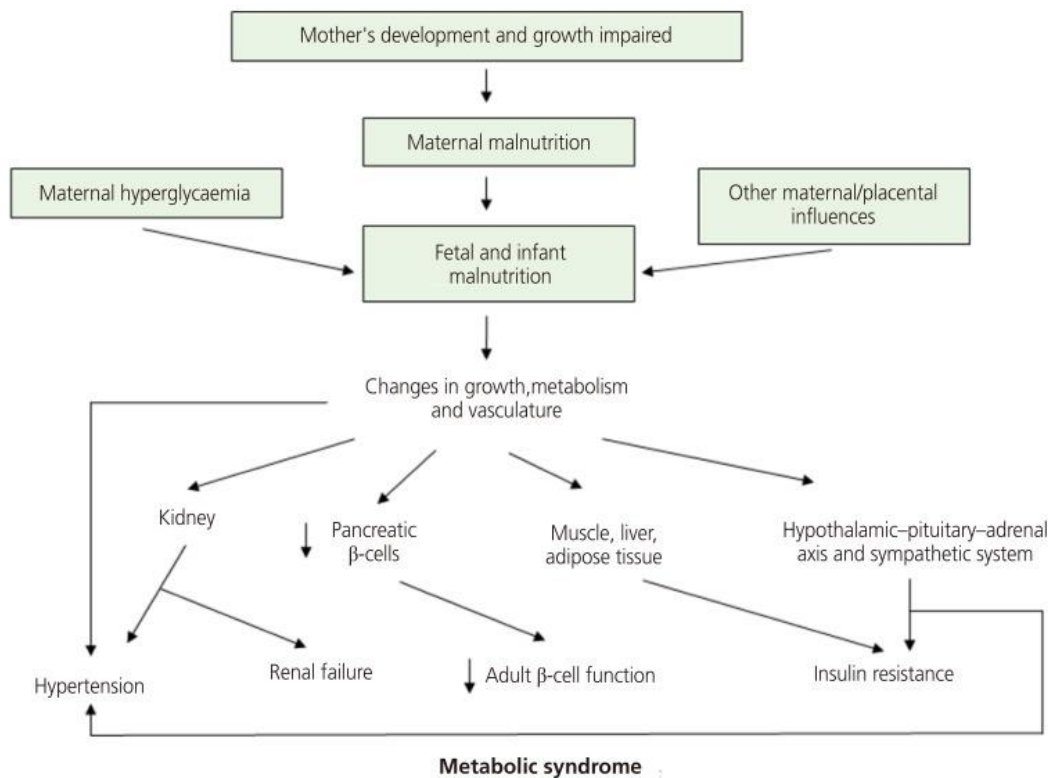 Mother's development and growth impaired
Maternal malnutrition
Maternal hyperglycaemia
Other maternal/placental
influences
Fetal and infant
malnutrition
Changes in growth,metabolism
and vasculature
Kidney
Pancreatic
β-cells
Muscle, liver,
adipose tissue
Hypothalamic–pituitary–adrenal
axis and sympathetic system
Hypertension
Renal failure
Adult β-cell function
Insulin resistance
Metabolic syndrome